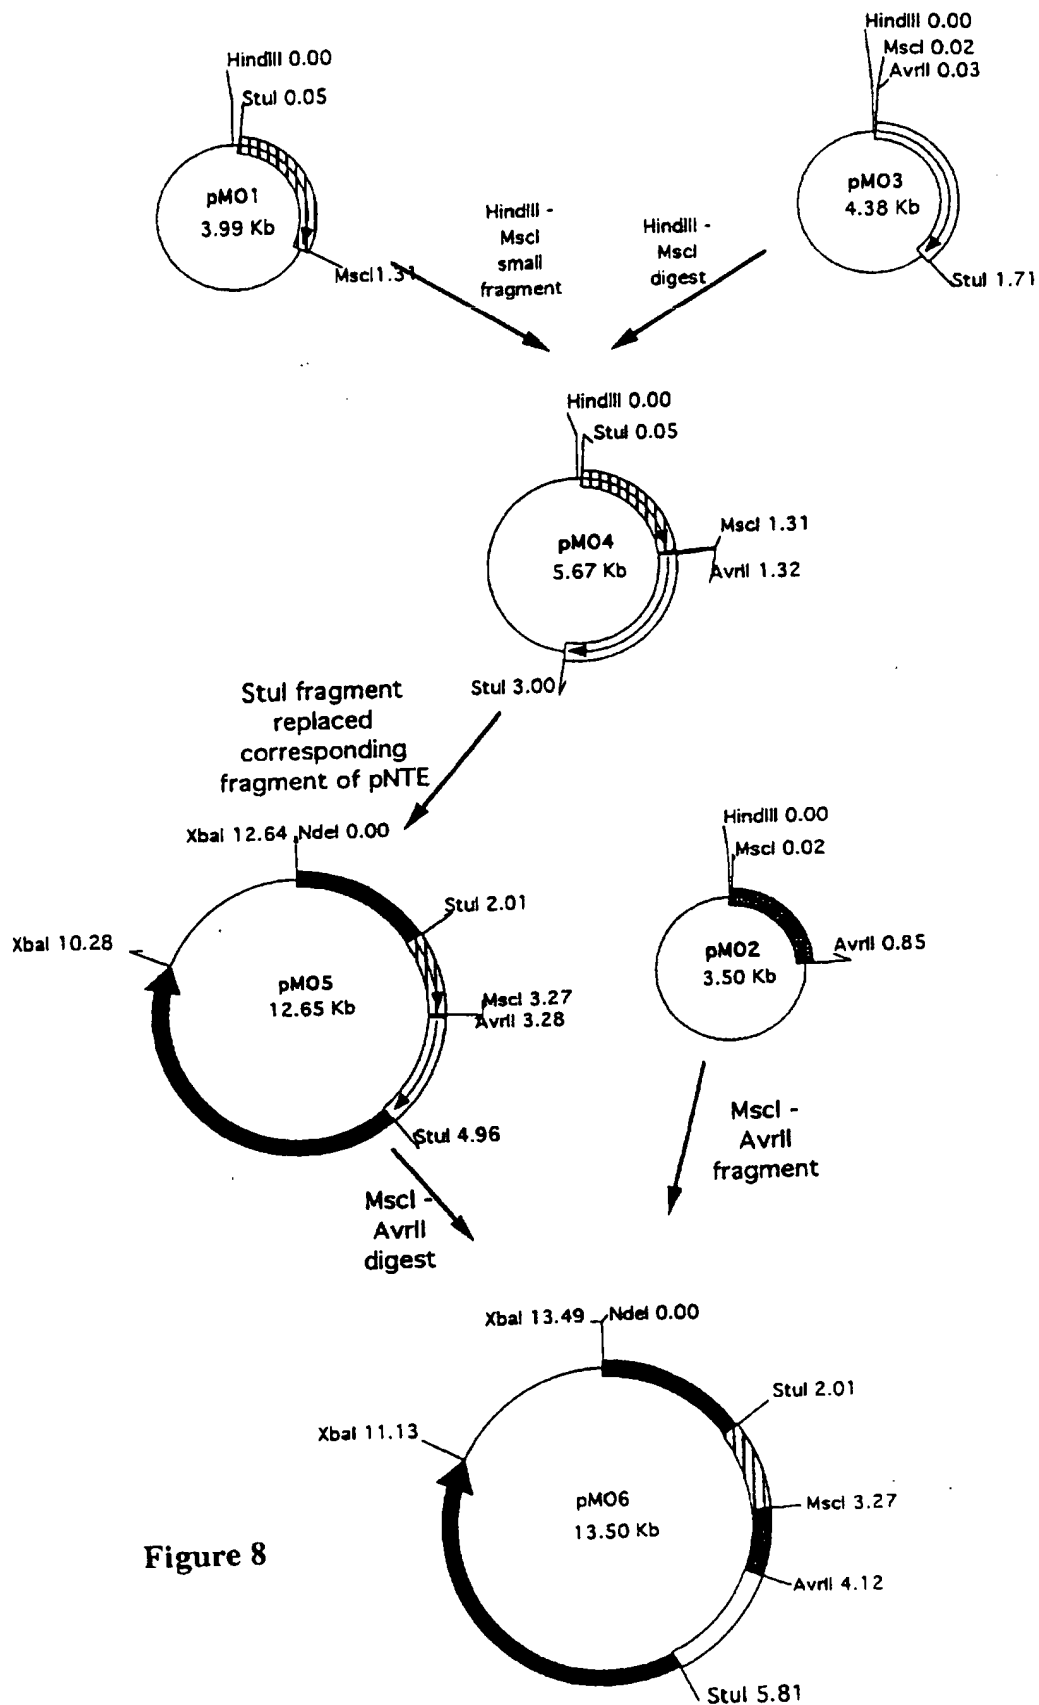 HindIII 0.00
StuI 0.05
pMO1
3.99 Kb
MscI 1.31
HindIII -
MscI
small
fragment
HindIII 0.00
MscI 0.02
AvrII 0.03
pMO3
4.38 Kb
StuI 1.71
HindIII -
MscI
digest
HindIII 0.00
StuI 0.05
pMO4
5.67 Kb
MscI 1.31
AvrII 1.32
StuI 3.00
StuI fragment
replaced
corresponding
fragment of pNTE
XbaI 12.64 NdeI 0.00
StuI 2.01
XbaI 10.28
pMO5
12.65 Kb
MscI 3.27
AvrII 3.28
StuI 4.96
MscI -
AvrII
digest
HindIII 0.00
MscI 0.02
pMO2
3.50 Kb
AvrII 0.85
MscI -
AvrII
fragment
XbaI 13.49 NdeI 0.00
StuI 2.01
XbaI 11.13
pMO6
13.50 Kb
MscI 3.27
AvrII 4.12
StuI 5.81
Figure 8